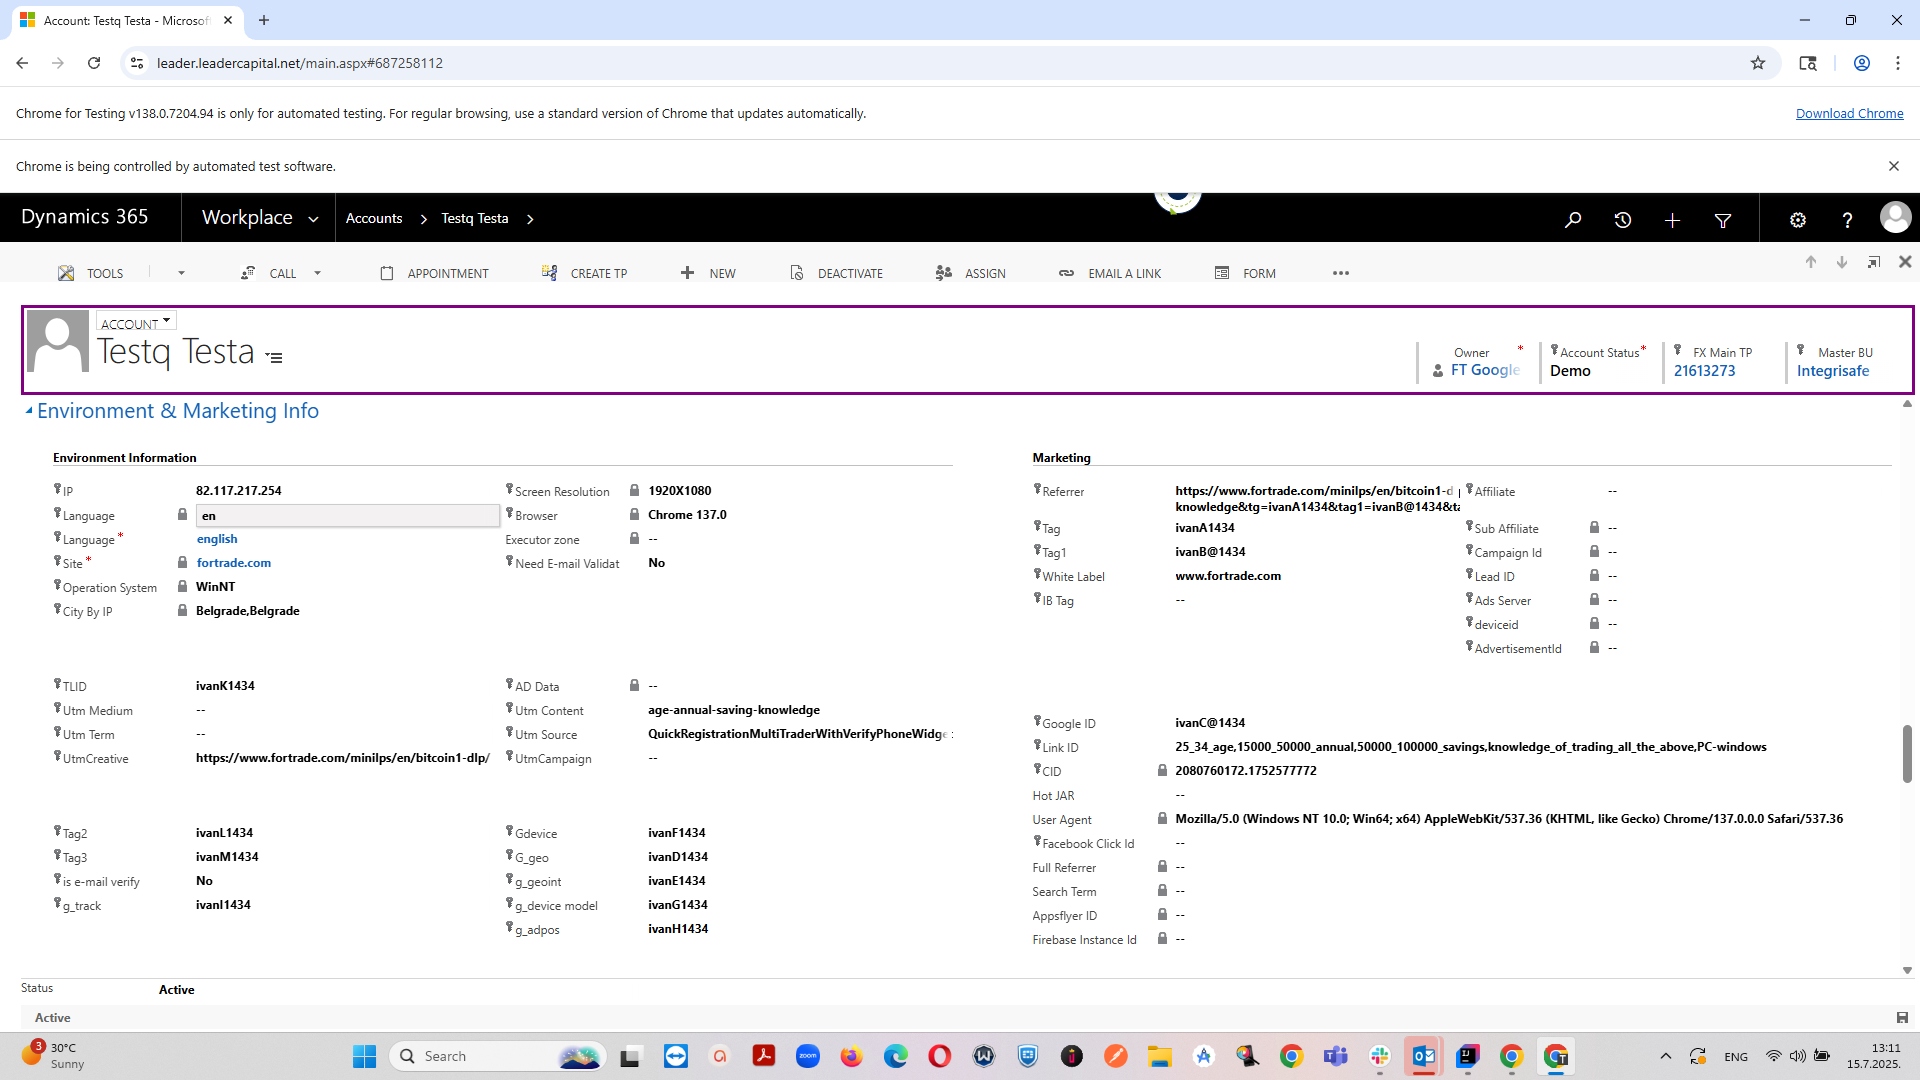 Account: Testq Testa - Microsof
leader.leadercapital.net/main.aspx#687258112
Chrome for Testing v138.0.7204.94 is only for automated testing. For regular browsing, use a standard version of Chrome that updates automatically.
Download Chrome
Chrome is being controlled by automated test software.
Dynamics 365
Workplace
Accounts
Testq Testa
TOOLS
CALL
APPOINTMENT
CREATE TP
NEW
DEACTIVATE
ASSIGN
EMAIL A LINK
FORM
ACCOUNT
Testq Testa
Owner *
FT Google
Account Status *
Demo
FX Main TP
21613273
Master BU
Integrisafe
Environment & Marketing Info
Environment Information
IP 82.117.217.254
Language en
Language * english
Site * fortrade.com
Operation System WinNT
City By IP Belgrade,Belgrade
Screen Resolution 1920X1080
Browser Chrome 137.0
Executor zone --
Need E-mail Validat No
TLID ivanK1434
Utm Medium --
Utm Term --
UtmCreative https://www.fortrade.com/minilps/en/bitcoin1-dlp/
AD Data --
Utm Content age-annual-saving-knowledge
Utm Source QuickRegistrationMultiTraderWithVerifyPhoneWidge
UtmCampaign --
Tag2 ivanL1434
Tag3 ivanM1434
is e-mail verify No
g_track ivanI1434
Gdevice ivanF1434
G_geo ivanD1434
g_geoint ivanE1434
g_device model ivanG1434
g_adpos ivanH1434
Marketing
Referrer https://www.fortrade.com/minilps/en/bitcoin1-d
knowledge&tg=ivanA1434&tag1=ivanB@1434&ta
Tag ivanA1434
Tag1 ivanB@1434
White Label www.fortrade.com
IB Tag --
Affiliate --
Sub Affiliate --
Campaign Id --
Lead ID --
Ads Server --
deviceid --
AdvertisementId --
Google ID ivanC@1434
Link ID 25_34_age,15000_50000_annual,50000_100000_savings,knowledge_of_trading_all_the_above,PC-windows
CID 2080760172.1752577772
Hot JAR --
User Agent Mozilla/5.0 (Windows NT 10.0; Win64; x64) AppleWebKit/537.36 (KHTML, like Gecko) Chrome/137.0.0.0 Safari/537.36
Facebook Click Id --
Full Referrer --
Search Term --
Appsflyer ID --
Firebase Instance Id --
Status Active
Active
3
30°C
Sunny
Search
zoom
ENG
13:11
15.7.2025.